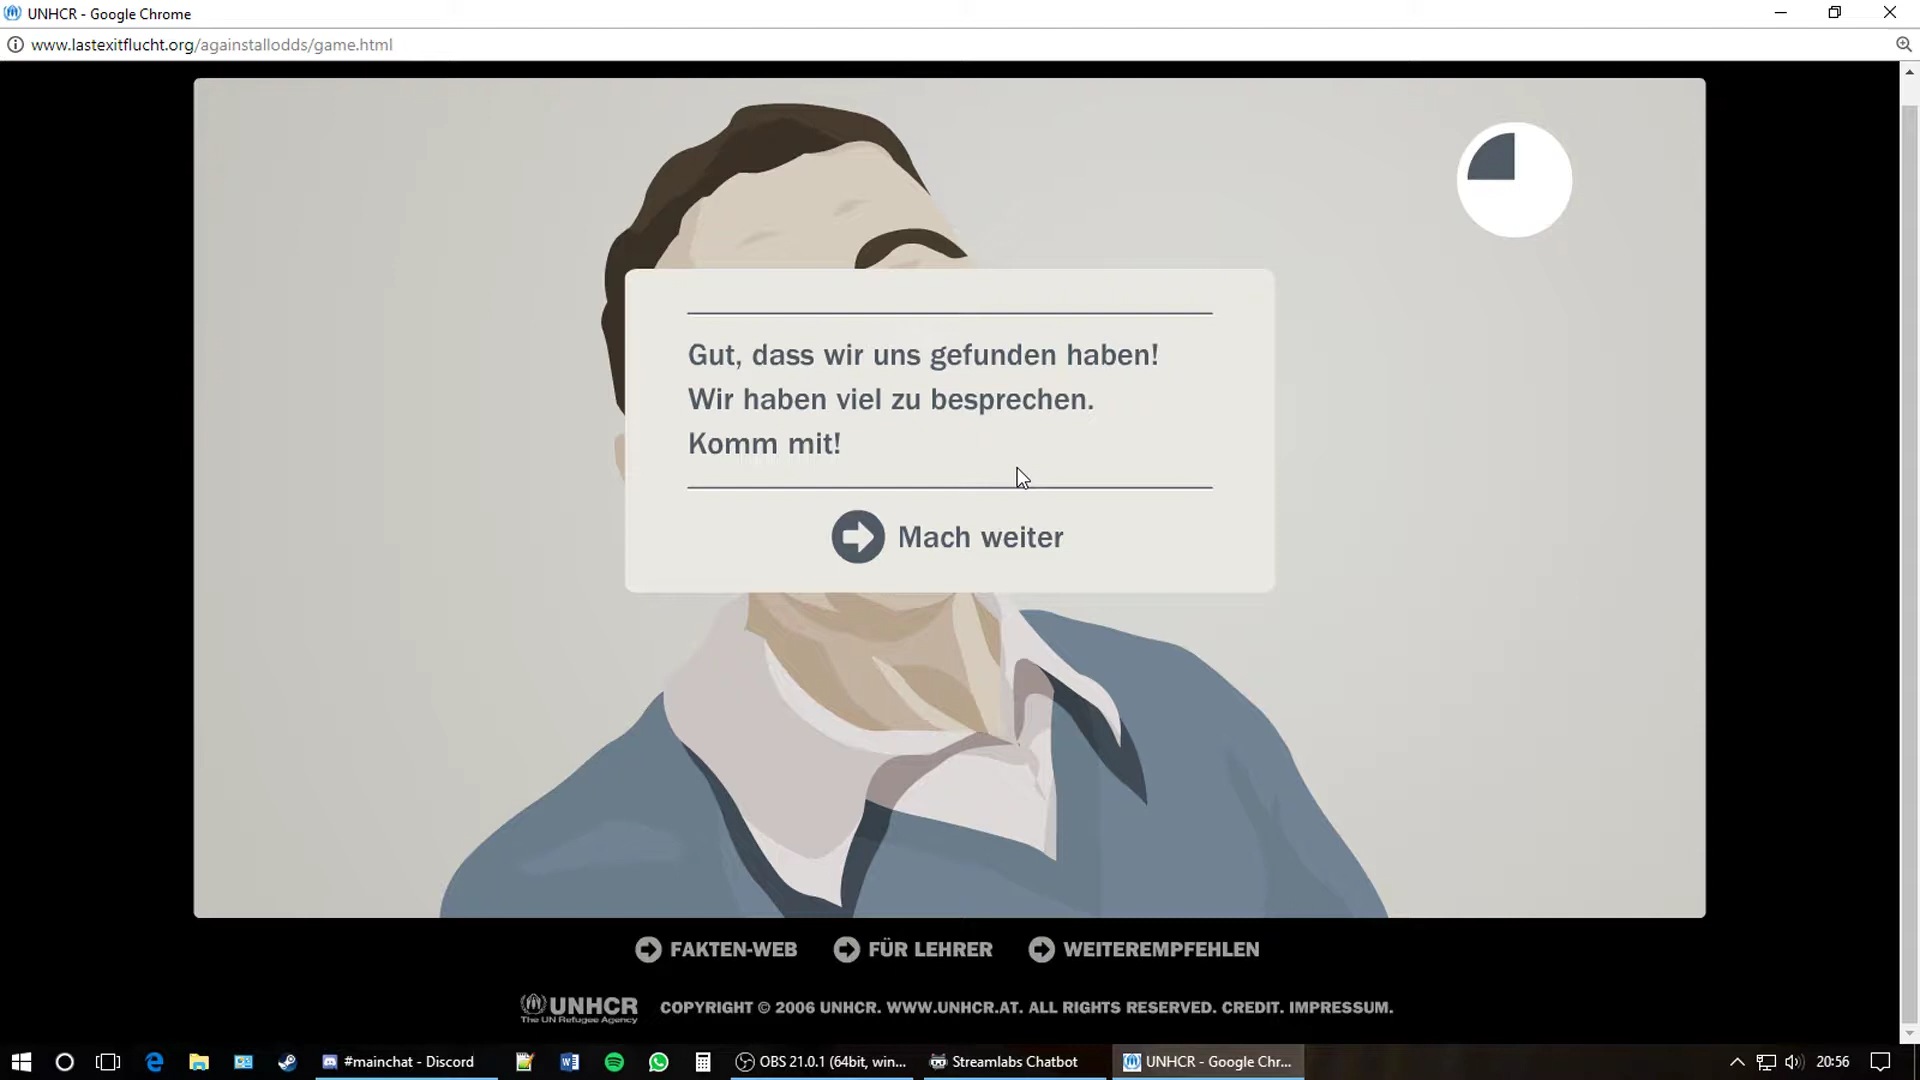 UNHCR - Google Chrome
www.lastexitflucht.org/againstallodds/game.html
Gut, dass wir uns gefunden haben!
Wir haben viel zu besprechen.
Komm mit!
Mach weiter
FAKTEN-WEB FÜR LEHRER WEITEREMPFEHLEN
UNHCR
The UN Refugee Agency
COPYRIGHT © 2006 UNHCR. WWW.UNHCR.AT. ALL RIGHTS RESERVED. CREDIT. IMPRESSUM.
#mainchat - Discord OBS 21.0.1 (64bit, win... Streamlabs Chatbot UNHCR - Google Chr... 20:56